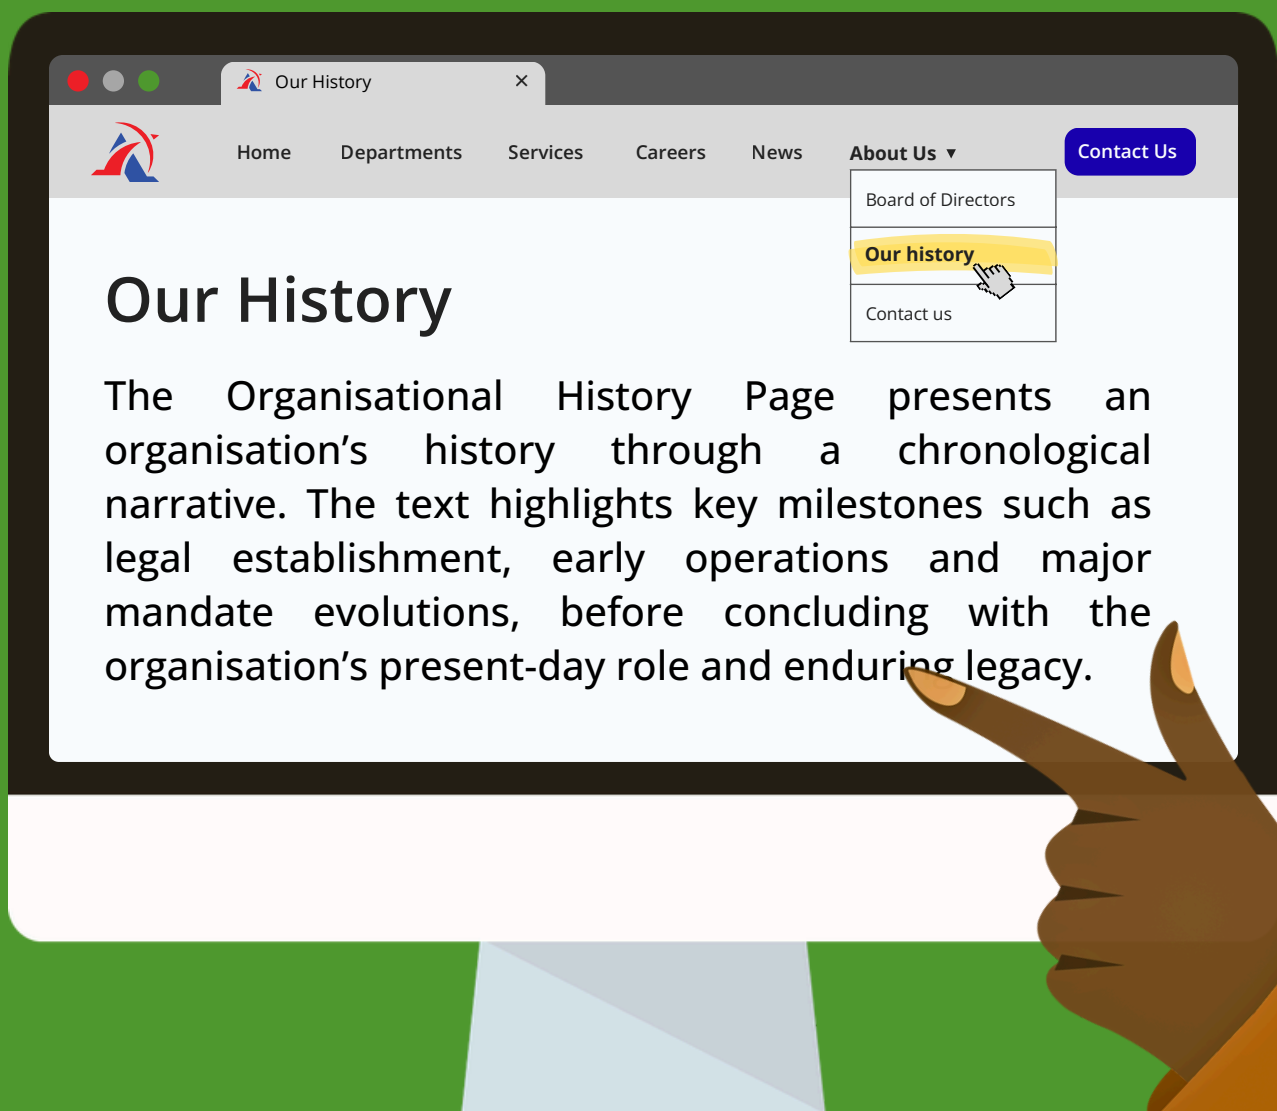 Our History ✕
Home Departments Services Careers News About Us ▼ Contact Us
Board of Directors
Our history
Contact us
Our History
The Organisational History Page presents an
organisation’s history through a chronological
narrative. The text highlights key milestones such as
legal establishment, early operations and major
mandate evolutions, before concluding with the
organisation’s present-day role and enduring legacy.